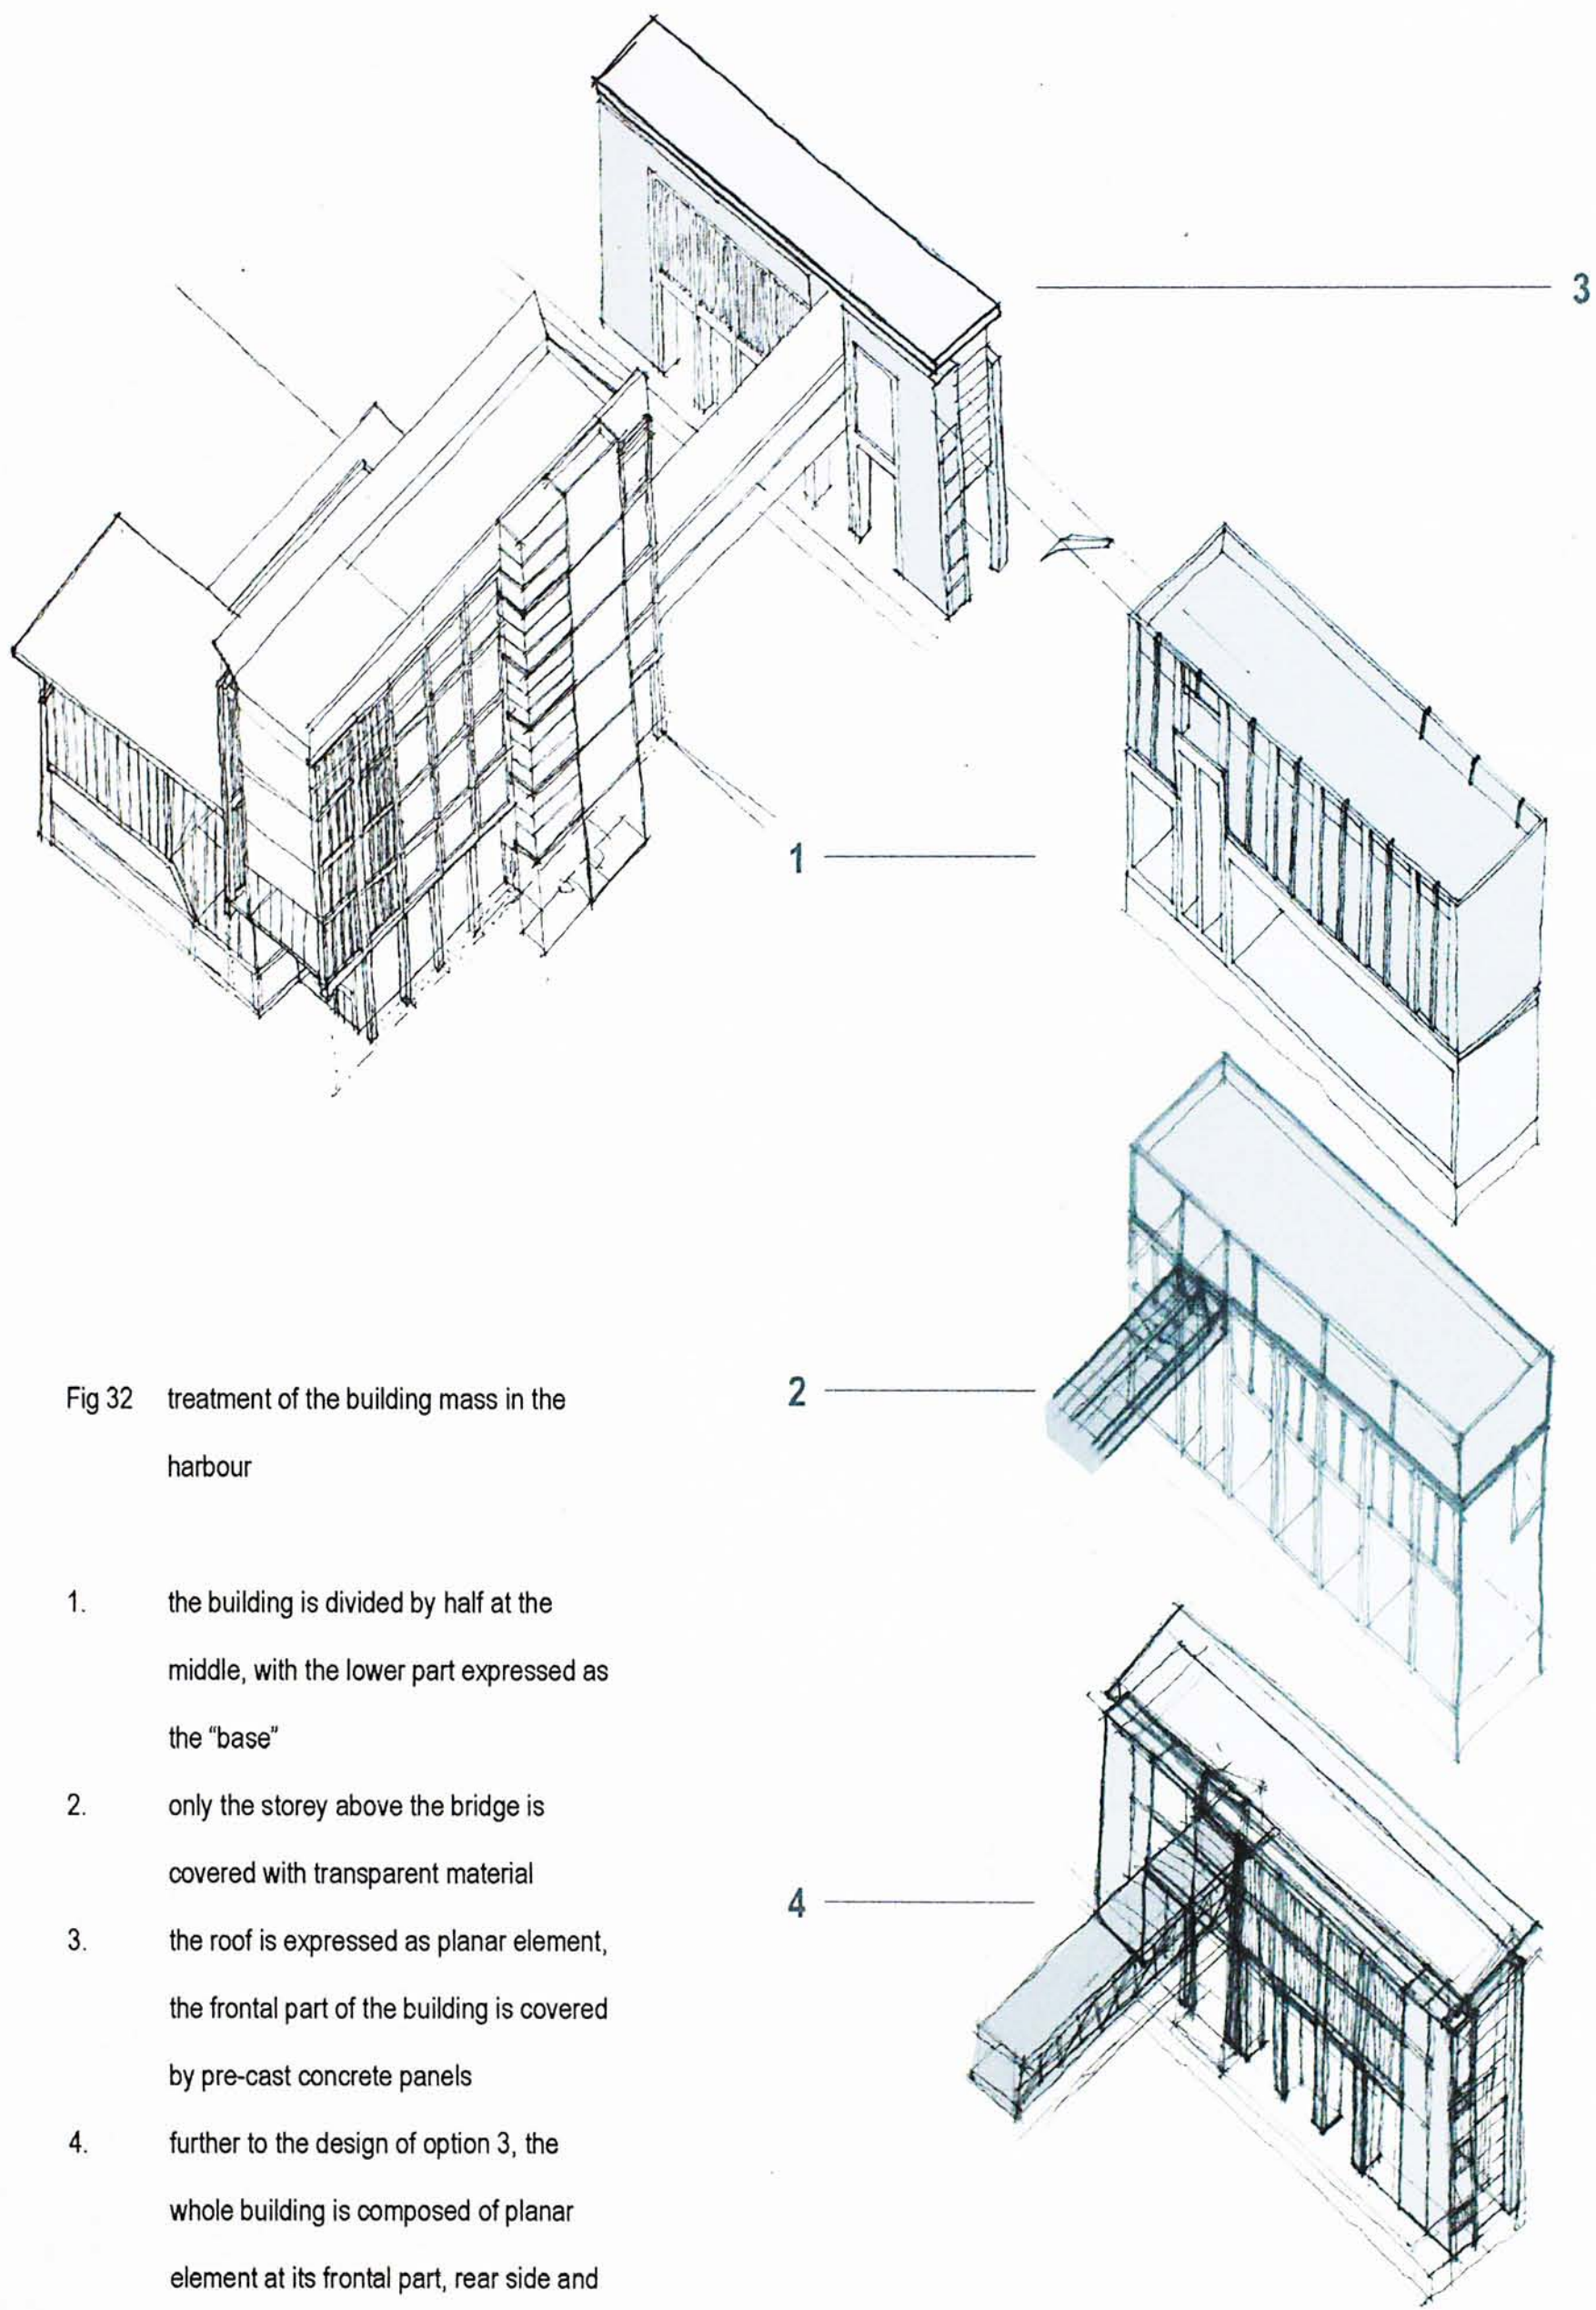 3
1
2
4
Fig 32 treatment of the building mass in the
harbour
1. the building is divided by half at the
middle, with the lower part expressed as
the “base”
2. only the storey above the bridge is
covered with transparent material
3. the roof is expressed as planar element,
the frontal part of the building is covered
by pre-cast concrete panels
4. further to the design of option 3, the
whole building is composed of planar
element at its frontal part, rear side and